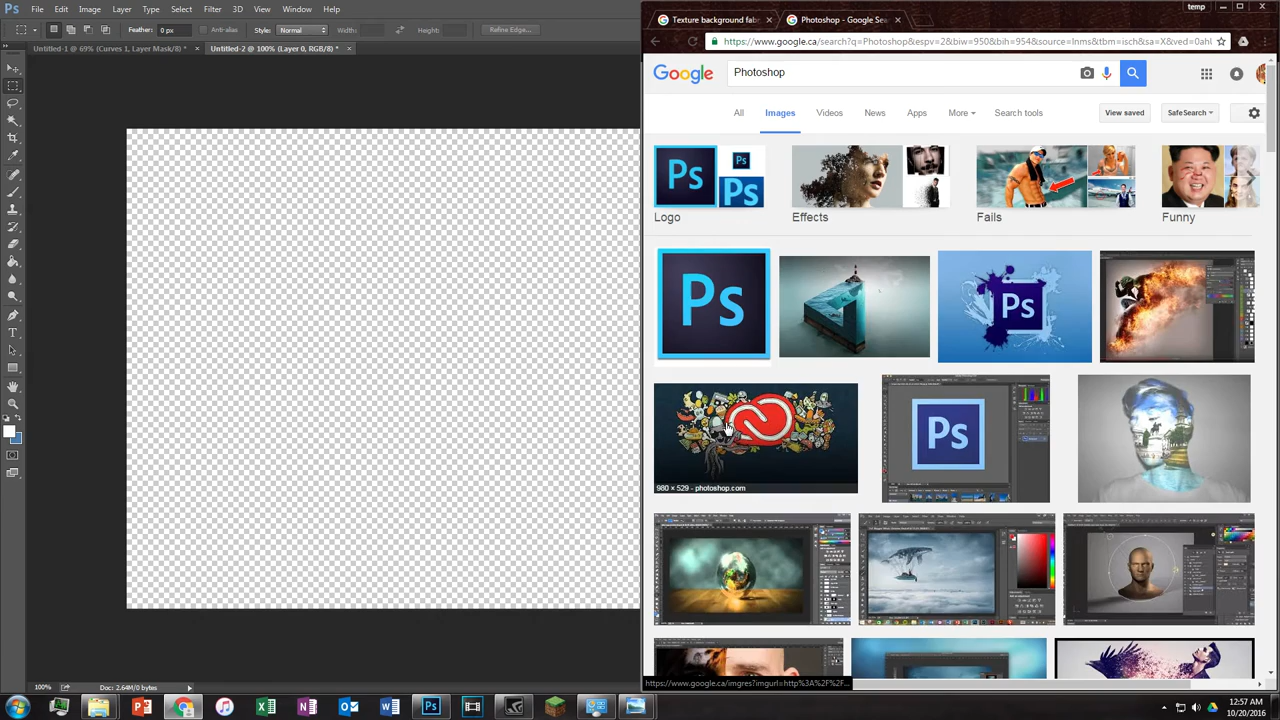 Ps File Edit Image Layer Type Select Filter 3D View Window Help
Feather: 0 px Anti-alias Style: Normal Width: Height: Refine Edge...
Untitled-1 @ 69% (Curves 1, Layer Mask/8) * × Untitled-2 @ 100% (Layer 0, RGB/8) * ×
100% Doc: 2.64M/0 bytes
temp
Texture background fab × Photoshop - Google Sea ×
https://www.google.ca/search?q=Photoshop&espv=2&biw=950&bih=954&source=lnms&tbm=isch&sa=X&ved=0ah
Google Photoshop
All Images Videos News Apps More Search tools View saved SafeSearch
Ps Ps Ps
Logo Effects Fails Funny
Ps Ps
Ps
980 × 529 - photoshop.com
https://www.google.ca/imgres?imgurl=http%3A%2F%2F...
Ps
12:57 AM
10/20/2016